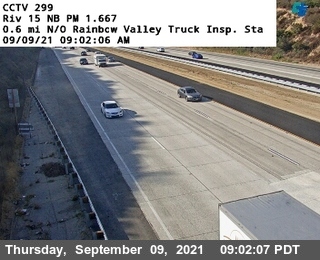 CCTV 299
Riv 15 NB PM 1.667
0.6 mi N/O Rainbcw Valley Truck Insp. Sta
09/09/21 09:02:06 AM
Thursday, September 09, 2021 09:02:07 PDT